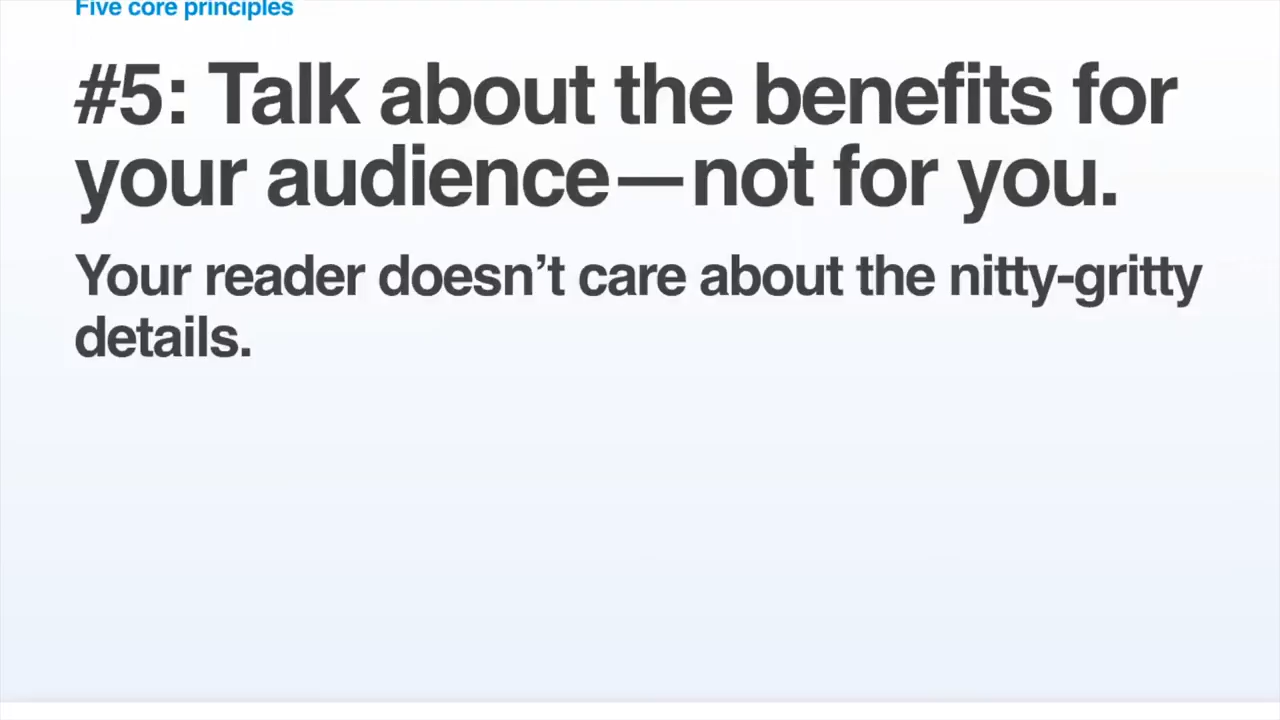 Five core principles
#5: Talk about the benefits for
your audience—not for you.
Your reader doesn’t care about the nitty-gritty
details.